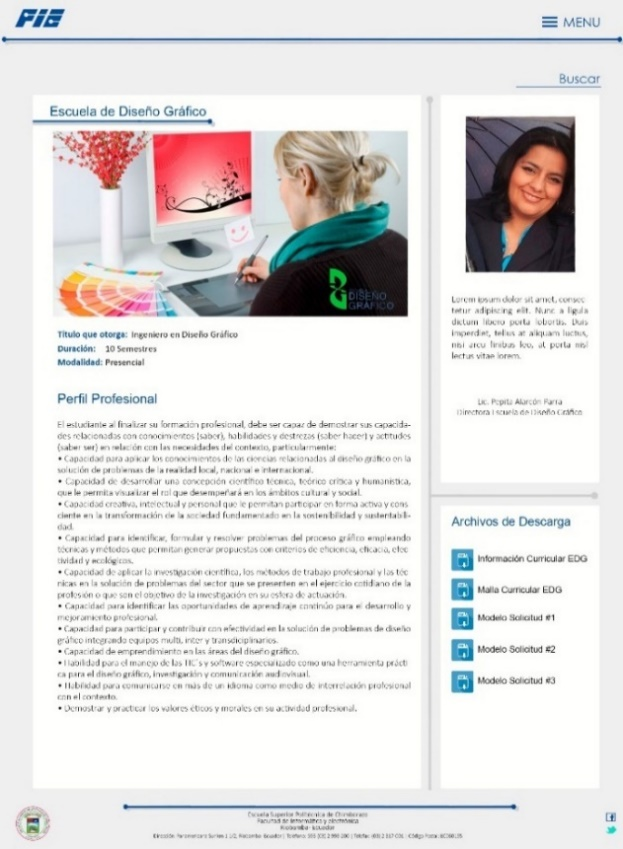 FIE
MENU
Buscar
Escuela de Diseño Gráfico
DISEÑO
GRÁFICO
Título que otorga: Ingeniero en Diseño Gráfico
Duración: 10 Semestres
Modalidad: Presencial
Perfil Profesional
El estudiante al finalizar su formación profesional, debe ser capaz de demostrar sus capacida-
des relacionadas con conocimientos (saber), habilidades y destrezas (saber hacer) y actitudes
(saber ser) en relación con las necesidades del contexto, particularmente:
• Capacidad para aplicar los conocimientos de las ciencias relacionadas al diseño gráfico en la
solución de problemas de la realidad local, nacional e internacional.
• Capacidad de desarrollar una concepción científico técnica, teórico crítica y humanística,
que le permita visualizar el rol que desempeñará en los ámbitos cultural y social.
• Capacidad creativa, intelectual y personal que le permitan participar en forma activa y cons
ciente en la transformación de la sociedad fundamentado en la sostenibilidad y sustentabili-
dad.
• Capacidad para identificar, formular y resolver problemas del proceso gráfico empleando
técnicas y métodos que permitan generar propuestas con criterios de eficiencia, eficacia, efec
tividad y ecológicos.
• Capacidad de aplicar la investigación científica, los métodos de trabajo profesional y las téc
nicas en la solución de problemas del sector que se presenten en el ejercicio cotidiano de la
profesión o que son el objetivo de la investigación en su esfera de actuación.
• Capacidad para identificar las oportunidades de aprendizaje continúo para el desarrollo y
mejoramiento profesional.
• Capacidad para participar y contribuir con efectividad en la solución de problemas de diseño
gráfico integrando equipos multi, inter y transdiciplinarios.
• Capacidad de emprendimiento en las áreas del diseño gráfico.
• Habilidad para el manejo de las TIC's y software especializado como una herramienta prácti
ca para el diseño gráfico, investigación y comunicación audiovisual.
• Habilidad para comunicarse en más de un idioma como medio de interrelación profesional
con el contexto.
• Demostrar y practicar los valores éticos y morales en su actividad profesional.
Lorem ipsum dolor sit amet, consec
tetur adipiscing elit. Nunc a ligula
dictum libero porta lobortis. Duis
imperdiet, tellus at aliquam luctus,
nisi arcu finibus leo, at porta nisl
lectus vitae lorem.
Lic. Pepita Alarcón Parra
Directora Escuela de Diseño Gráfico
Archivos de Descarga
Información Curricular EDG
Malla Curricular EDG
Modelo Solicitud #1
Modelo Solicitud #2
Modelo Solicitud #3
Escuela Superior Politécnica de Chimborazo
Facultad de Informática y Electrónica
Riobamba- Ecuador
Dirección: Panamericana Sur km 1 1/2, Riobamba- Ecuador | Teléfono: